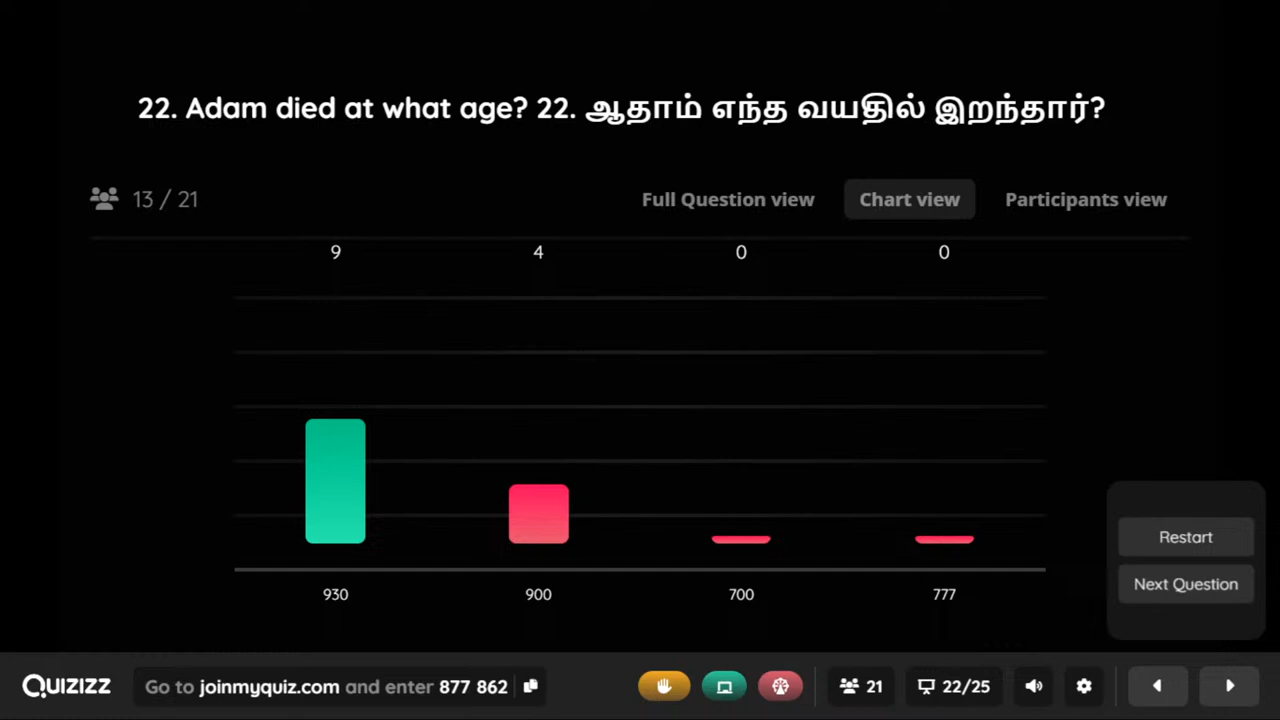 22. Adam died at what age? 22. ஆதாம் எந்த வயதில் இறந்தார்?
13 / 21
Full Question view
Chart view
Participants view
9
4
0
0
930
900
700
777
Restart
Next Question
QUIZIZZ
Go to joinmyquiz.com and enter 877 862
21
22/25